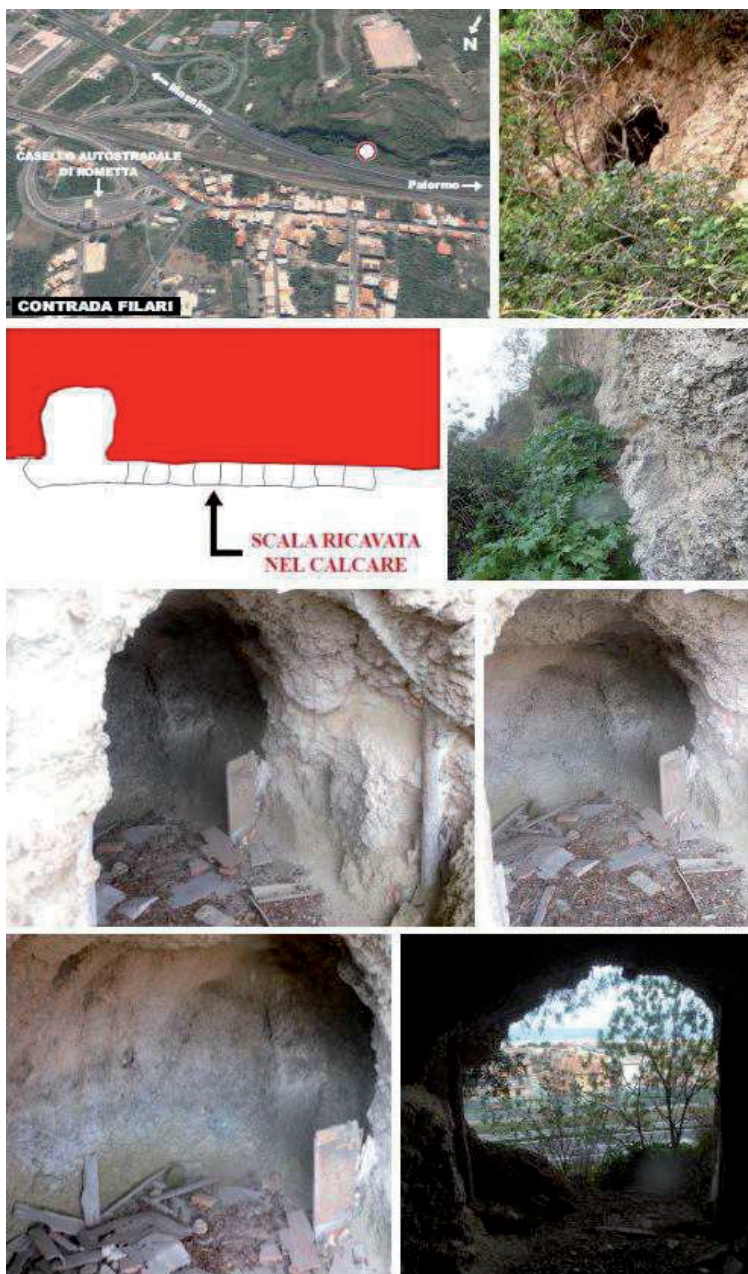 N
Messina
CASELLO AUTOSTRADALE
DI ROMETTA
Palermo
CONTRADA FILARI
SCALA RICAVATA
NEL CALCARE